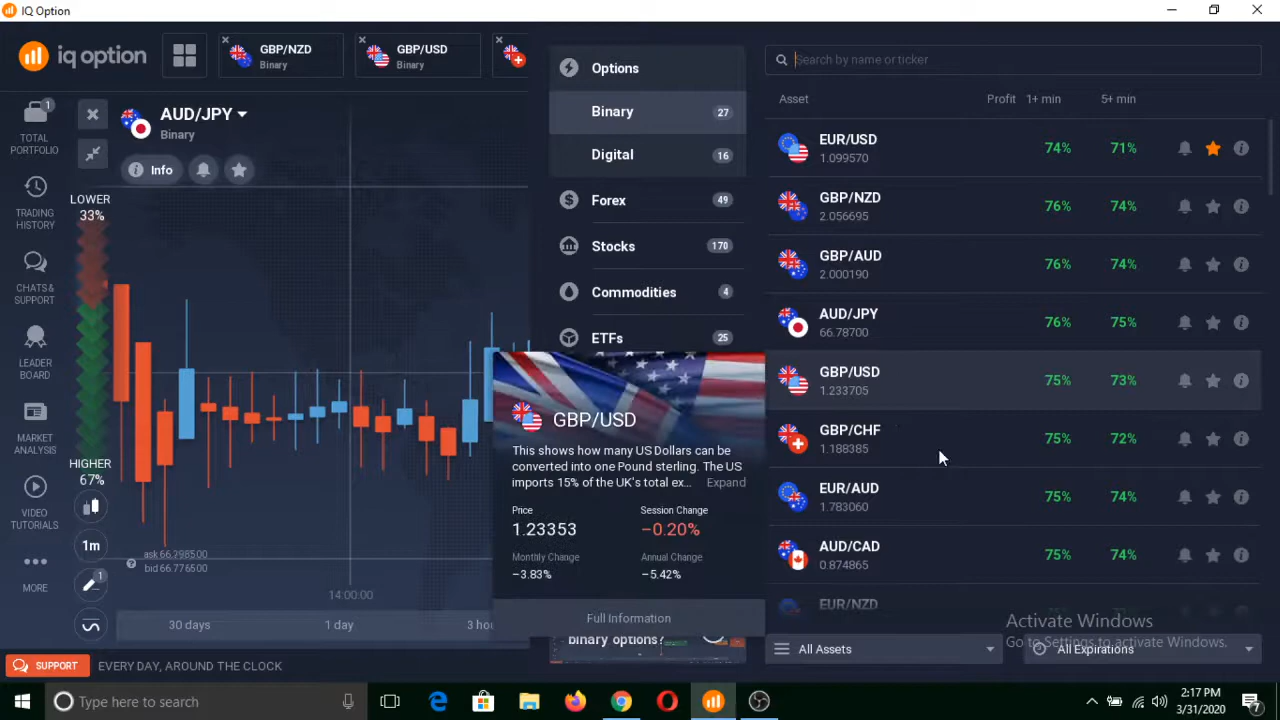 IQ Option
iq option
GBP/NZD
Binary
GBP/USD
Binary
TOTAL PORTFOLIO
1
TRADING HISTORY
CHATS & SUPPORT
LEADER BOARD
MARKET ANALYSIS
VIDEO TUTORIALS
MORE
AUD/JPY
Binary
Info
LOWER
33%
HIGHER
67%
1m
1
bid 66.776500
14:00:00
30 days
1 day
3 hou
SUPPORT
EVERY DAY, AROUND THE CLOCK
Options
Binary 27
Digital 16
Forex 49
Stocks 170
Commodities 4
ETFs 25
GBP/USD
This shows how many US Dollars can be
converted into one Pound sterling. The US
imports 15% of the UK's total ex... Expand
Price Session Change
1.23353 −0.20%
Monthly Change Annual Change
−3.83% −5.42%
Full Information
binary options?
Search by name or ticker
Asset Profit 1+ min 5+ min
EUR/USD 74% 71%
1.099570
GBP/NZD 76% 74%
2.056695
GBP/AUD 76% 74%
2.000190
AUD/JPY 76% 75%
66.78700
GBP/USD 75% 73%
1.233705
GBP/CHF 75% 72%
1.188385
EUR/AUD 75% 74%
1.783060
AUD/CAD 75% 74%
0.874865
EUR/NZD
Activate Windows
Go to Settings to activate Windows.
All Assets
All Expirations
Type here to search
2:17 PM
3/31/2020
7